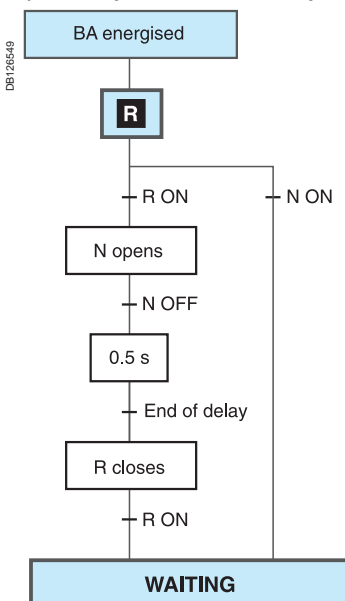 BA energised
DB126549
R
R ON
N ON
N opens
N OFF
0.5 s
End of delay
R closes
R ON
WAITING